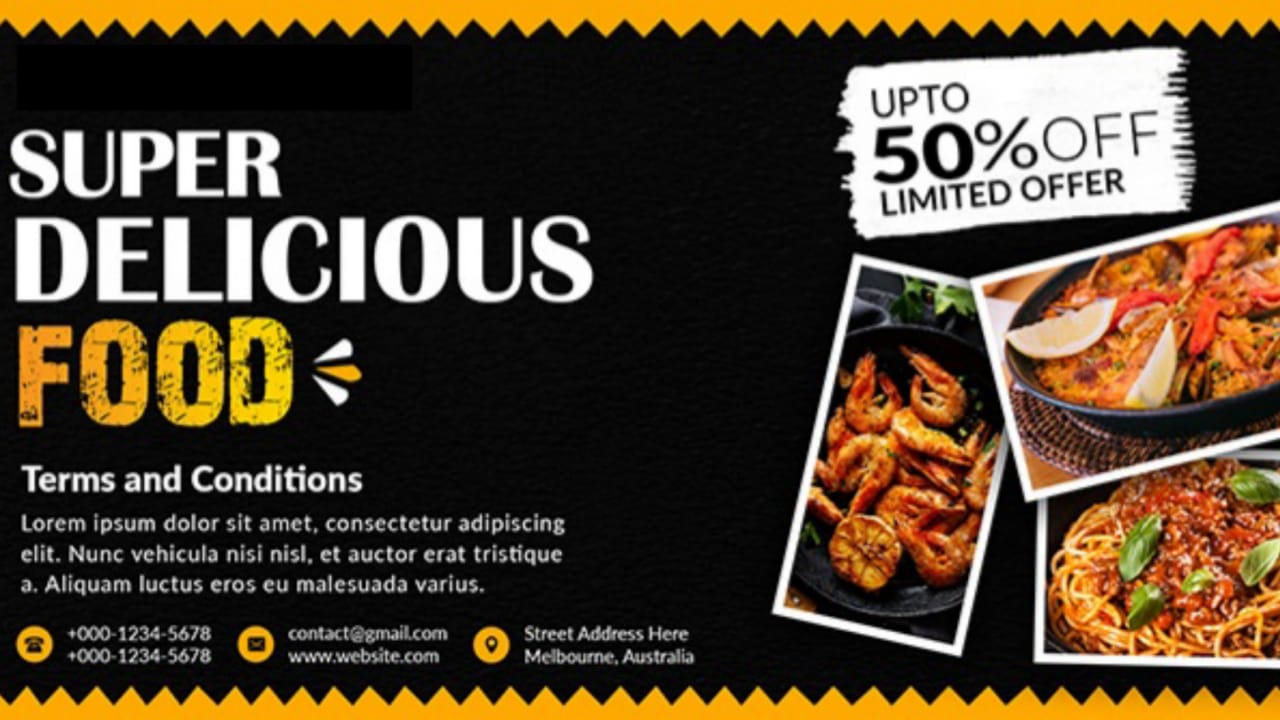 SUPER
DELICIOUS
FOOD
Terms and Conditions
Lorem ipsum dolor sit amet, consectetur adipiscing
elit. Nunc vehicula nisi nisl, et auctor erat tristique
a. Aliquam luctus eros eu malesuada varius.
+000-1234-5678
+000-1234-5678
contact@gmail.com
www.website.com
Street Address Here
Melbourne, Australia
UPTO
50%OFF
LIMITED OFFER